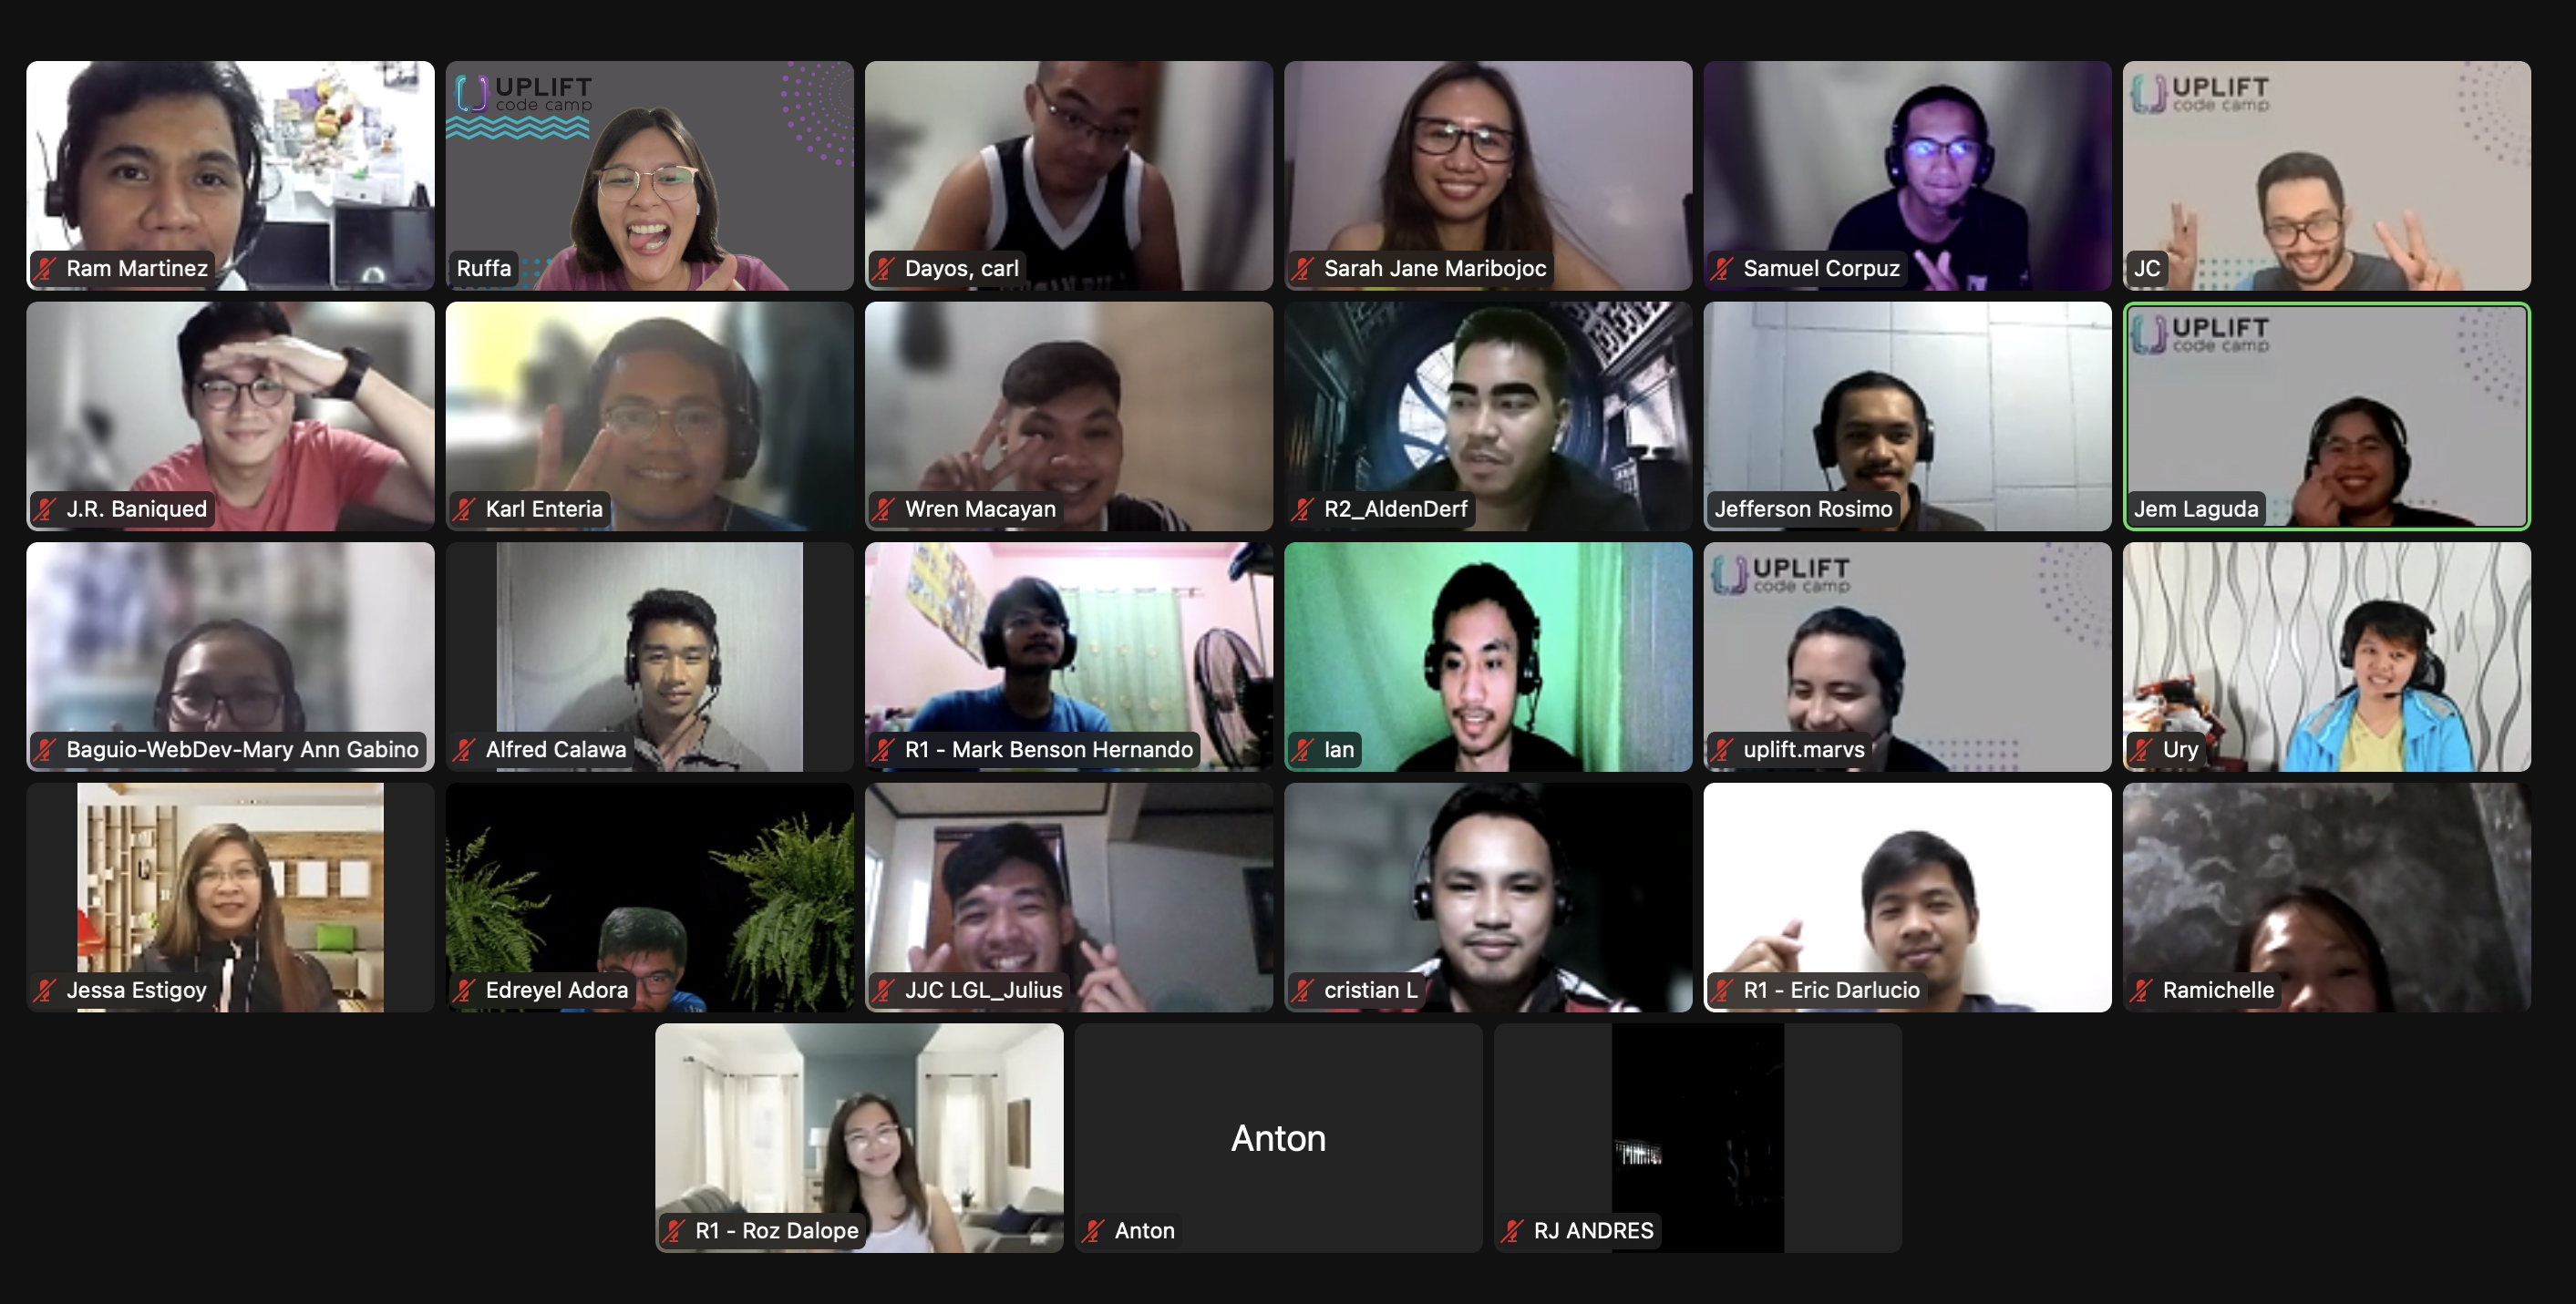 Ram Martinez
UPLIFT
code camp
Ruffa
Dayos, carl
Sarah Jane Maribojoc
Samuel Corpuz
UPLIFT
code camp
JC
J.R. Baniqued
Karl Enteria
Wren Macayan
R2_AldenDerf
Jefferson Rosimo
UPLIFT
code camp
Jem Laguda
Baguio-WebDev-Mary Ann Gabino
Alfred Calawa
R1 - Mark Benson Hernando
Ian
UPLIFT
code camp
uplift.marvs
Ury
Jessa Estigoy
Edreyel Adora
JJC LGL_Julius
cristian L
R1 - Eric Darlucio
Ramichelle
R1 - Roz Dalope
Anton
Anton
RJ ANDRES